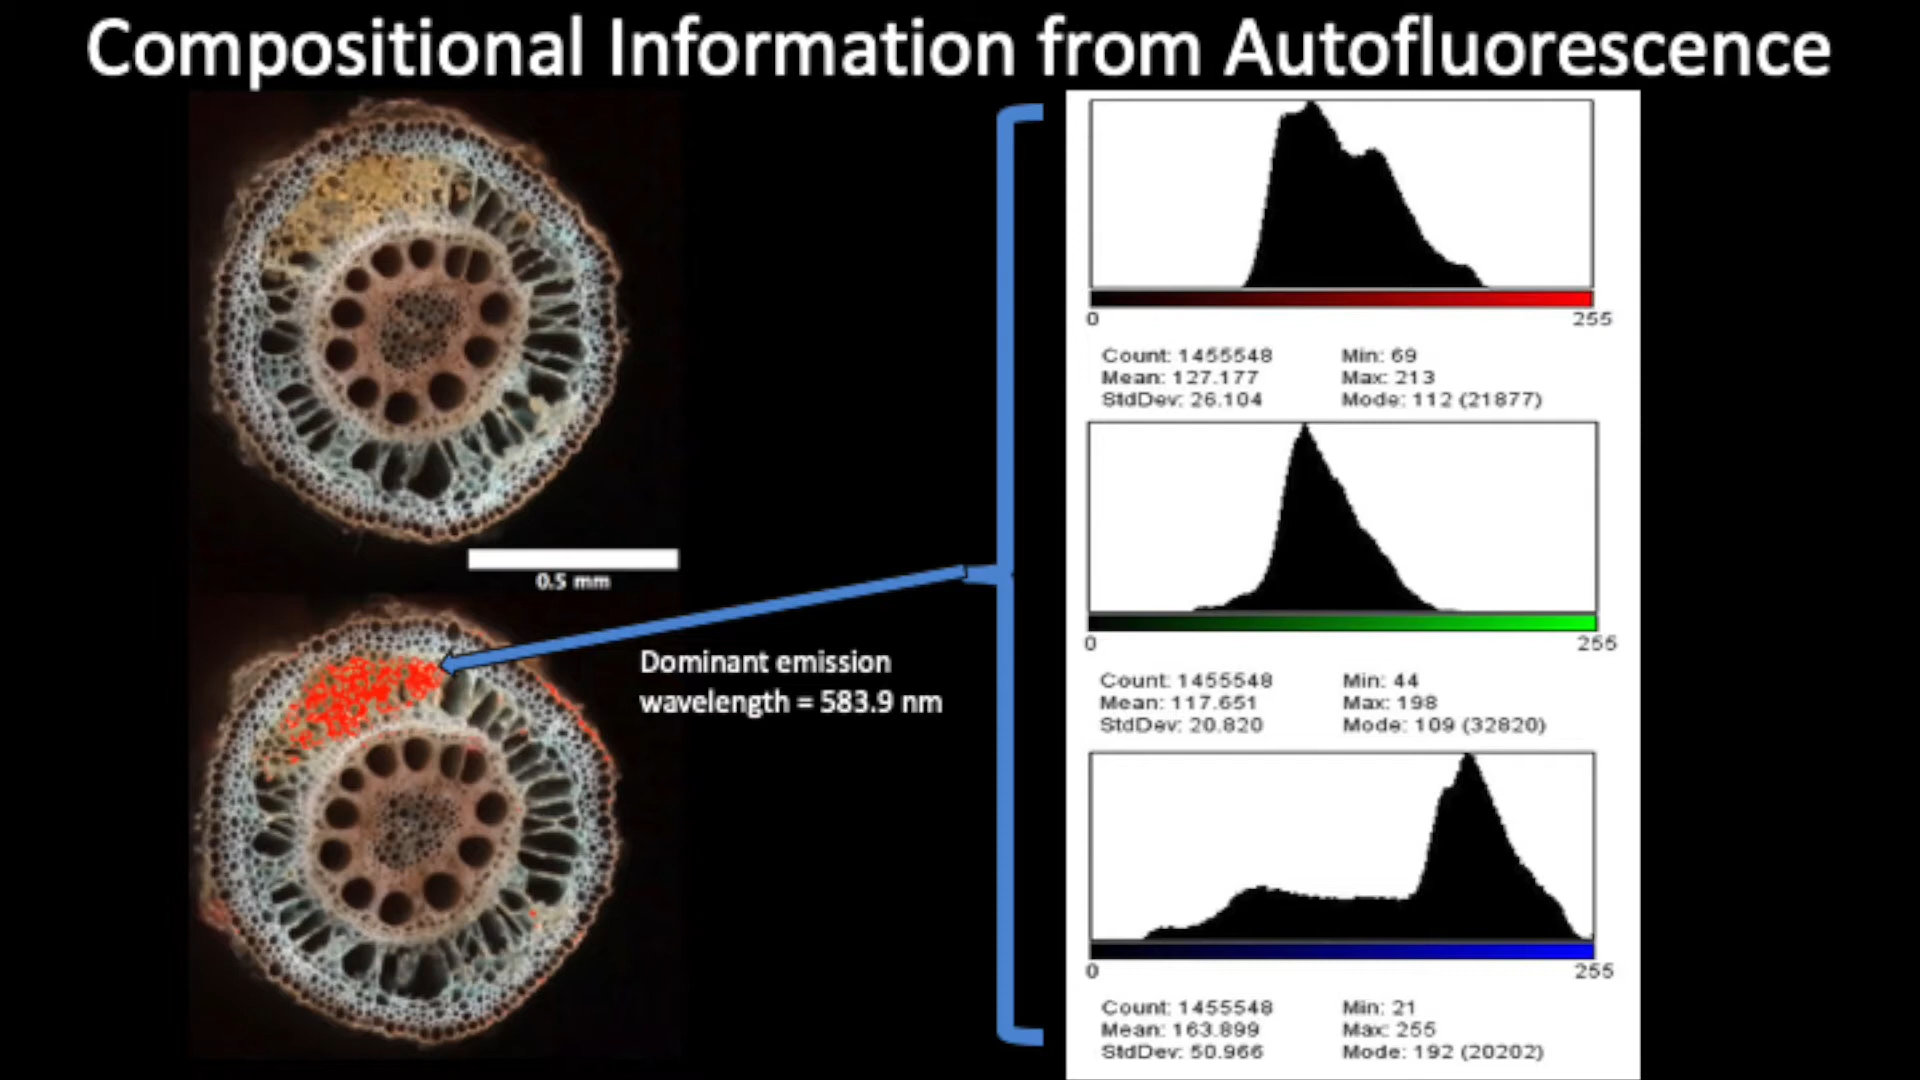 Compositional Information from Autofluorescence
0.5 mm
Dominant emission
wavelength = 583.9 nm
0 255
Count: 1455548 Min: 69
Mean: 127.177 Max: 213
StdDev: 26.104 Mode: 112 (21877)
0 255
Count: 1455548 Min: 44
Mean: 117.651 Max: 198
StdDev: 20.820 Mode: 109 (32820)
0 255
Count: 1455548 Min: 21
Mean: 163.899 Max: 255
StdDev: 50.966 Mode: 192 (20202)